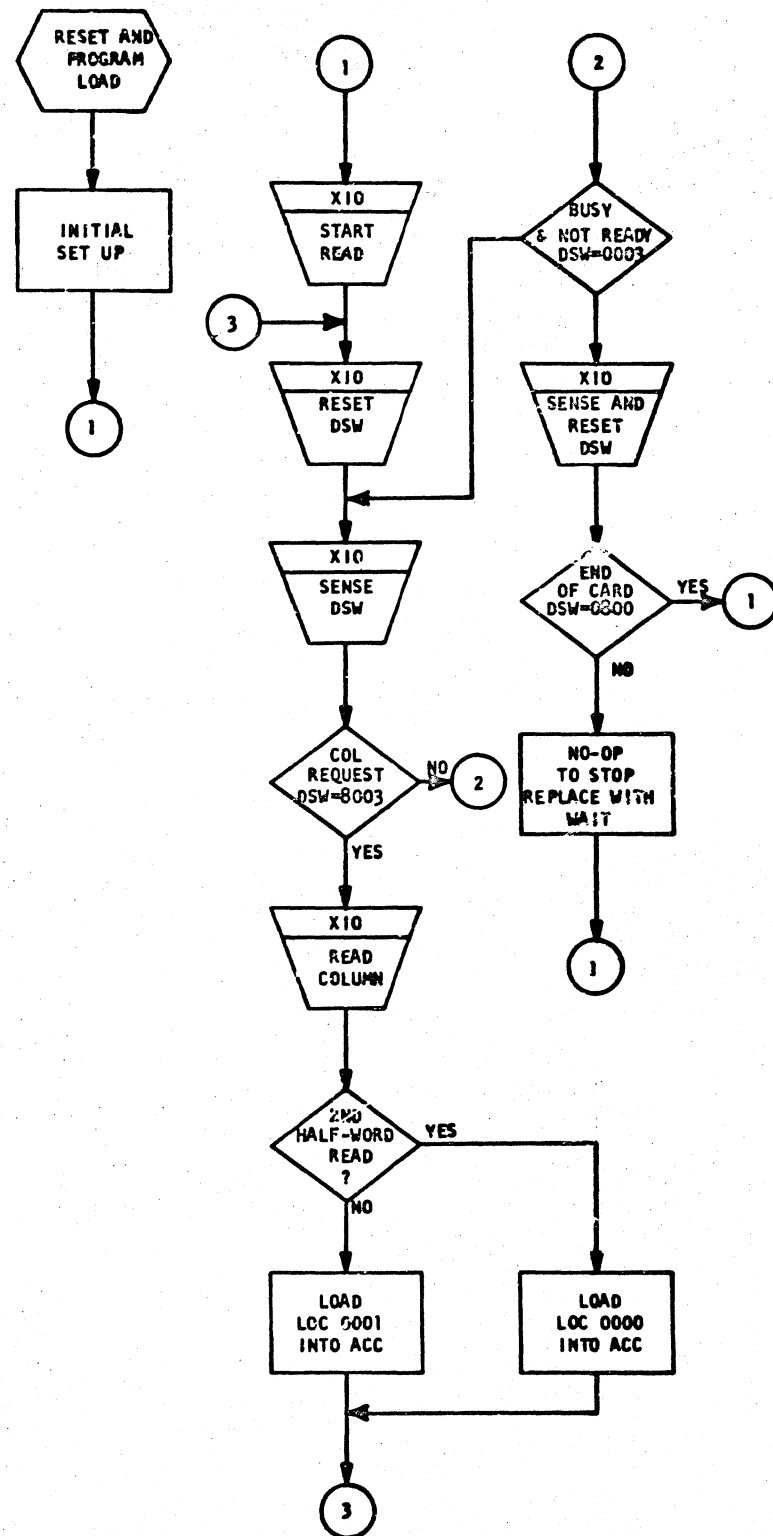 RESET AND
PROGRAM
LOAD
INITIAL
SET UP
1
1
XIO
START
READ
3
XIO
RESET
DSW
XIO
SENSE
DSW
COL
REQUEST
DSW=8003
NO
2
YES
XIO
READ
COLUMN
2ND
HALF-WORD
READ
?
YES
NO
LOAD
LOC 0001
INTO ACC
LOAD
LOC 0000
INTO ACC
3
2
BUSY
& NOT READY
DSW=0003
XIO
SENSE AND
RESET
DSW
END
OF CARD
DSW=0800
YES
1
NO
NO-OP
TO STOP
REPLACE WITH
WAIT
1